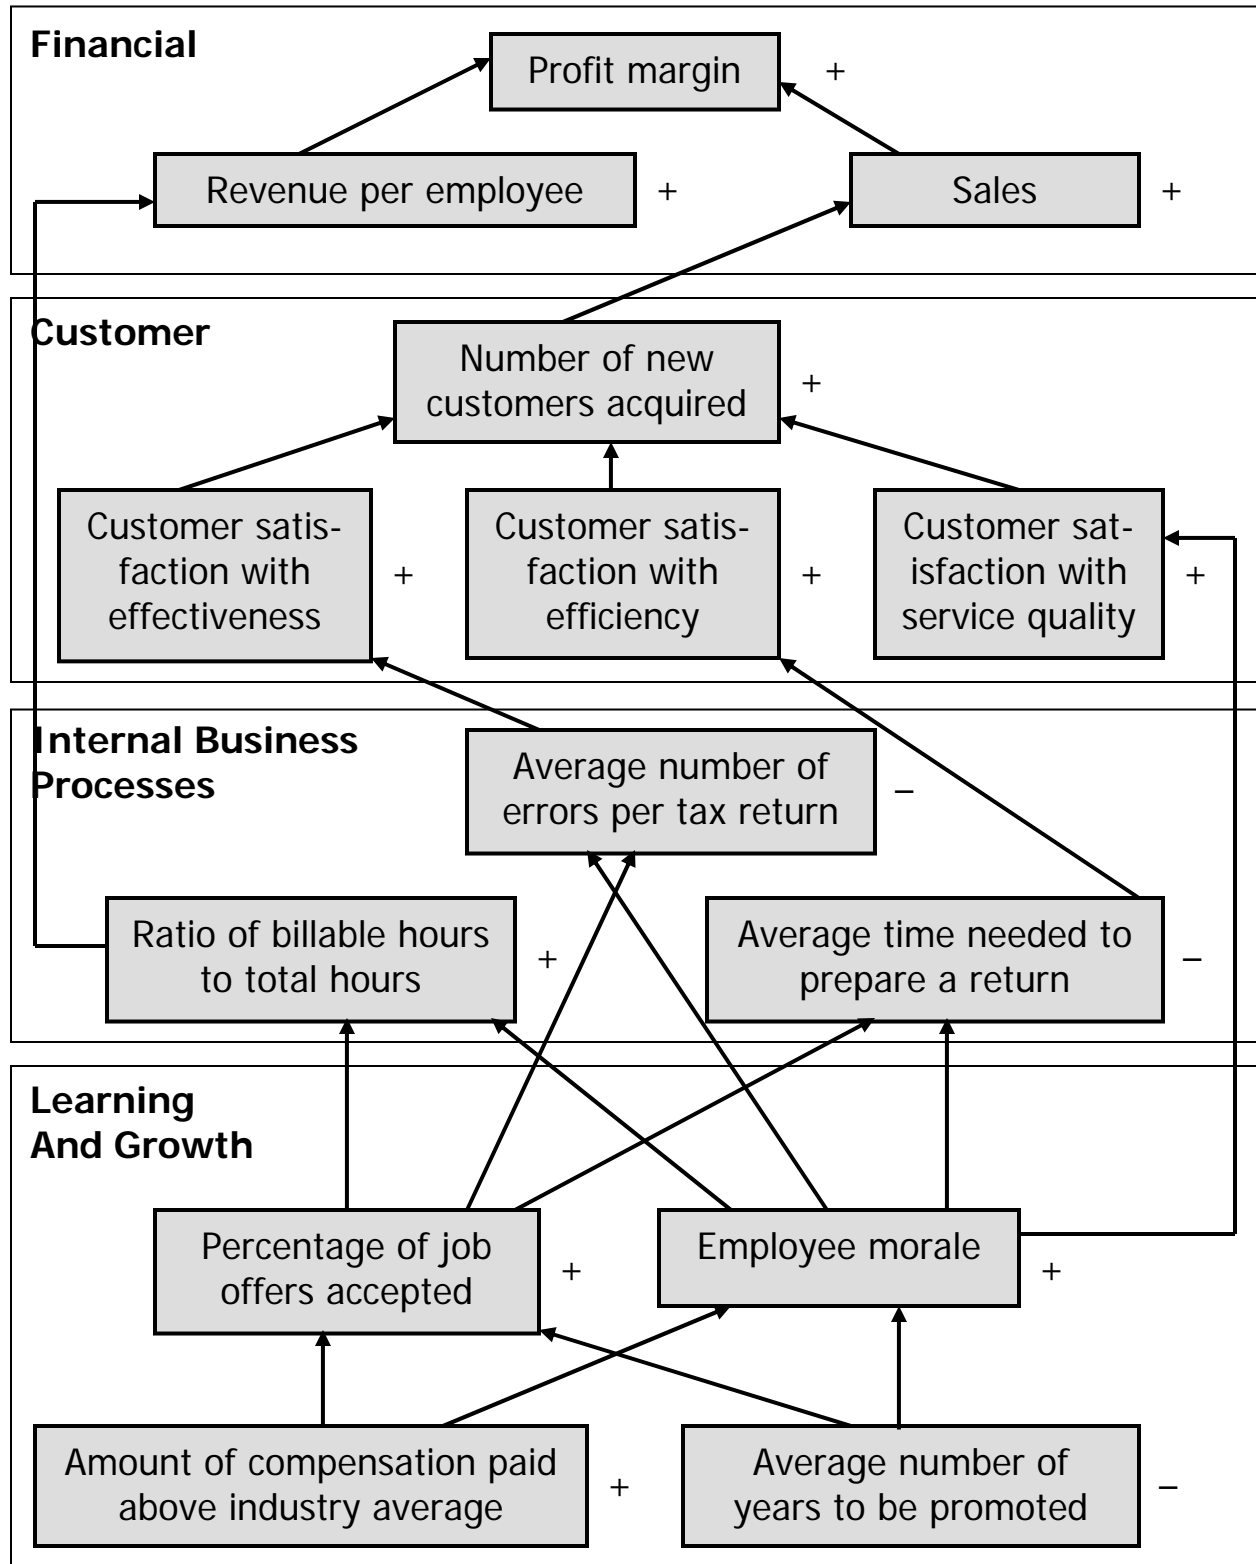 Financial
Profit margin
+
Revenue per employee
+
Sales
+
Customer
Number of new
customers acquired
+
Customer satis-
faction with
effectiveness
+
Customer satis-
faction with
efficiency
+
Customer sat-
isfaction with
service quality
+
Internal Business
Processes
Average number of
errors per tax return
–
Ratio of billable hours
to total hours
+
Average time needed to
prepare a return
–
Learning
And Growth
Percentage of job
offers accepted
+
Employee morale
+
Amount of compensation paid
above industry average
+
Average number of
years to be promoted
–